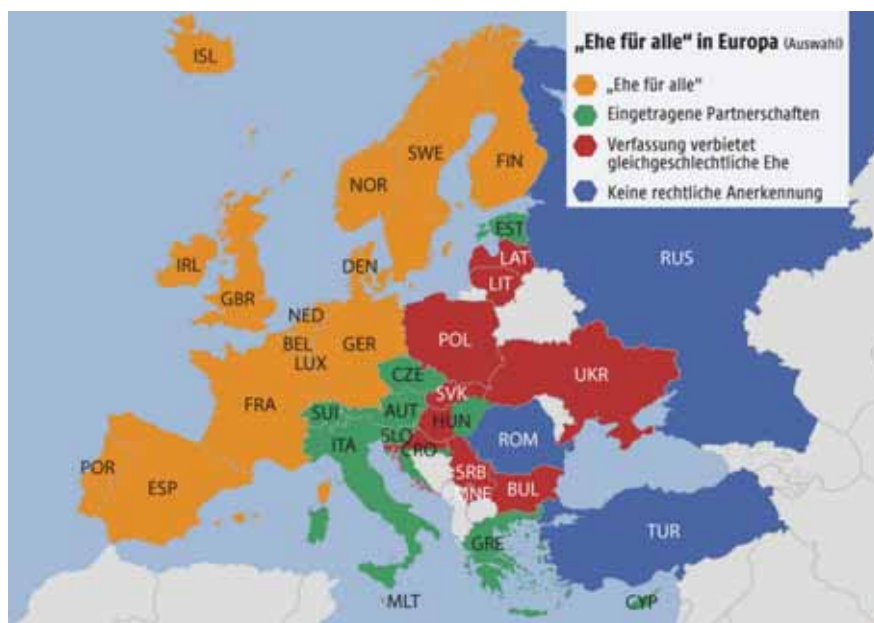 „Ehe für alle“ in Europa (Auswahl)
„Ehe für alle“
Eingetragene Partnerschaften
Verfassung verbietet
gleichgeschlechtliche Ehe
Keine rechtliche Anerkennung
ISL
SWE
FIN
NOR
EST
LAT
RUS
IRL
DEN
LIT
GBR
NED
POL
BEL
GER
LUX
CZE
UKR
SVK
FRA
SUI
AUT
HUN
SLO
ITA
CRO
ROM
POR
ESP
SRB
MNE
BUL
TUR
GRE
MLT
CYP